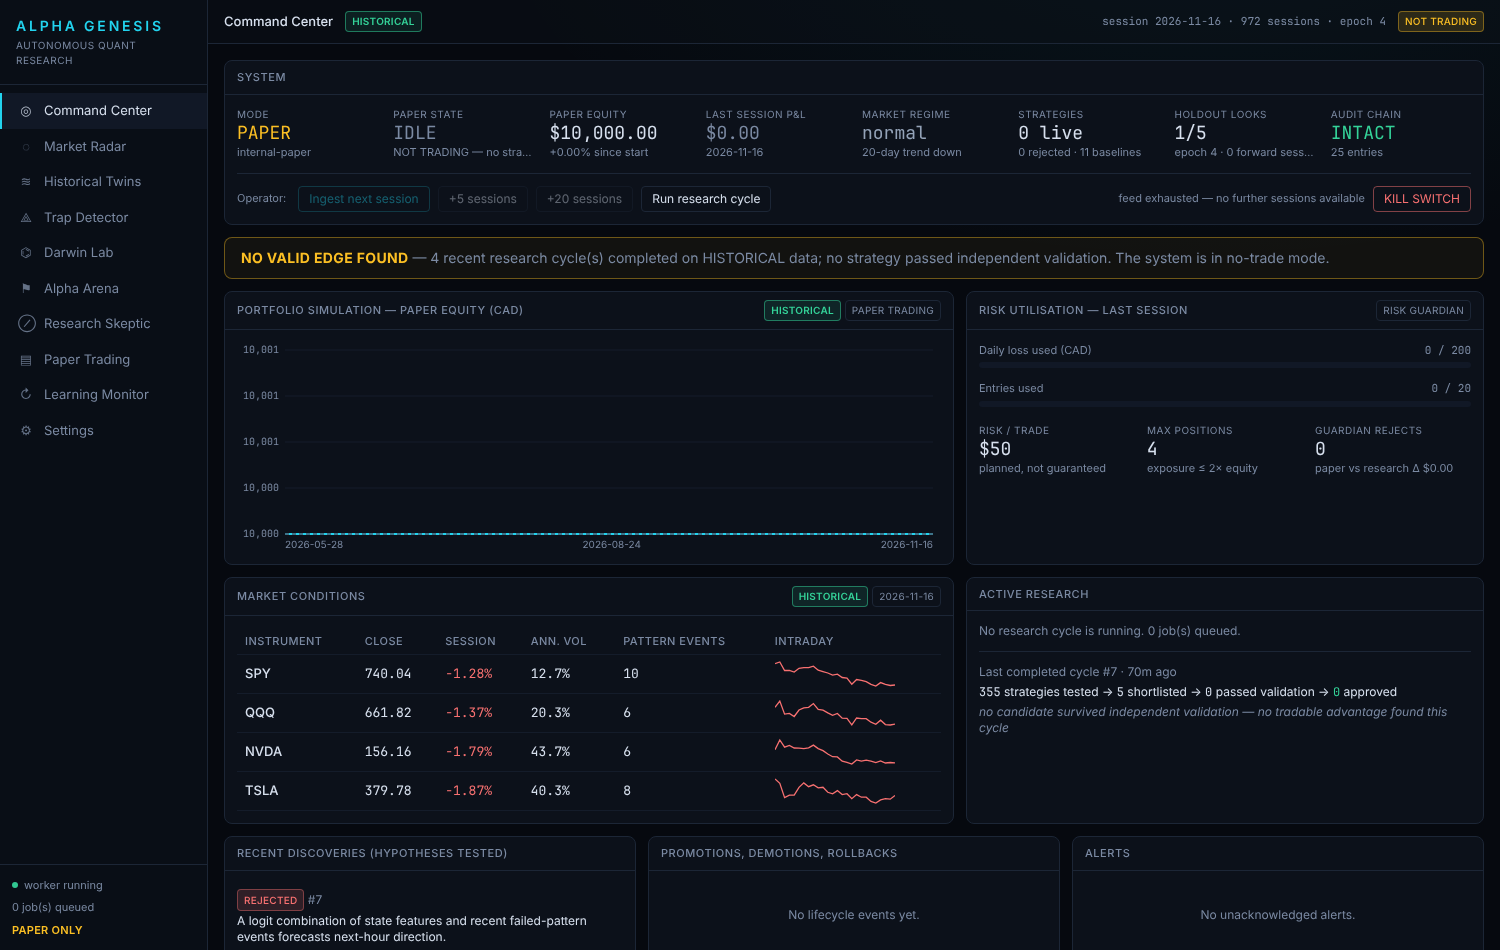 ALPHA GENESIS
AUTONOMOUS QUANT
RESEARCH
Command Center
Market Radar
Historical Twins
Trap Detector
Darwin Lab
Alpha Arena
Research Skeptic
Paper Trading
Learning Monitor
Settings
worker running
0 job(s) queued
PAPER ONLY
Command Center HISTORICAL
session 2026-11-16 · 972 sessions · epoch 4 NOT TRADING
SYSTEM
MODE PAPER STATE PAPER EQUITY LAST SESSION P&L MARKET REGIME STRATEGIES HOLDOUT LOOKS AUDIT CHAIN
PAPER IDLE $10,000.00 $0.00 normal 0 live 1/5 INTACT
internal-paper NOT TRADING — no stra... +0.00% since start 2026-11-16 20-day trend down 0 rejected · 11 baselines epoch 4 · 0 forward sess... 25 entries
Operator: Ingest next session +5 sessions +20 sessions Run research cycle feed exhausted — no further sessions available KILL SWITCH
NO VALID EDGE FOUND — 4 recent research cycle(s) completed on HISTORICAL data; no strategy passed independent validation. The system is in no-trade mode.
PORTFOLIO SIMULATION — PAPER EQUITY (CAD) HISTORICAL PAPER TRADING
10,001
10,001
10,001
10,000
10,000
2026-05-28 2026-08-24 2026-11-16
RISK UTILISATION — LAST SESSION RISK GUARDIAN
Daily loss used (CAD) 0 / 200
Entries used 0 / 20
RISK / TRADE MAX POSITIONS GUARDIAN REJECTS
$50 4 0
planned, not guaranteed exposure ≤ 2× equity paper vs research Δ $0.00
MARKET CONDITIONS HISTORICAL 2026-11-16
INSTRUMENT CLOSE SESSION ANN. VOL PATTERN EVENTS INTRADAY
SPY 740.04 -1.28% 12.7% 10
QQQ 661.82 -1.37% 20.3% 6
NVDA 156.16 -1.79% 43.7% 6
TSLA 379.78 -1.87% 40.3% 8
ACTIVE RESEARCH
No research cycle is running. 0 job(s) queued.
Last completed cycle #7 · 70m ago
355 strategies tested → 5 shortlisted → 0 passed validation → 0 approved
no candidate survived independent validation — no tradable advantage found this
cycle
RECENT DISCOVERIES (HYPOTHESES TESTED)
REJECTED #7
A logit combination of state features and recent failed-pattern
events forecasts next-hour direction.
PROMOTIONS, DEMOTIONS, ROLLBACKS
No lifecycle events yet.
ALERTS
No unacknowledged alerts.